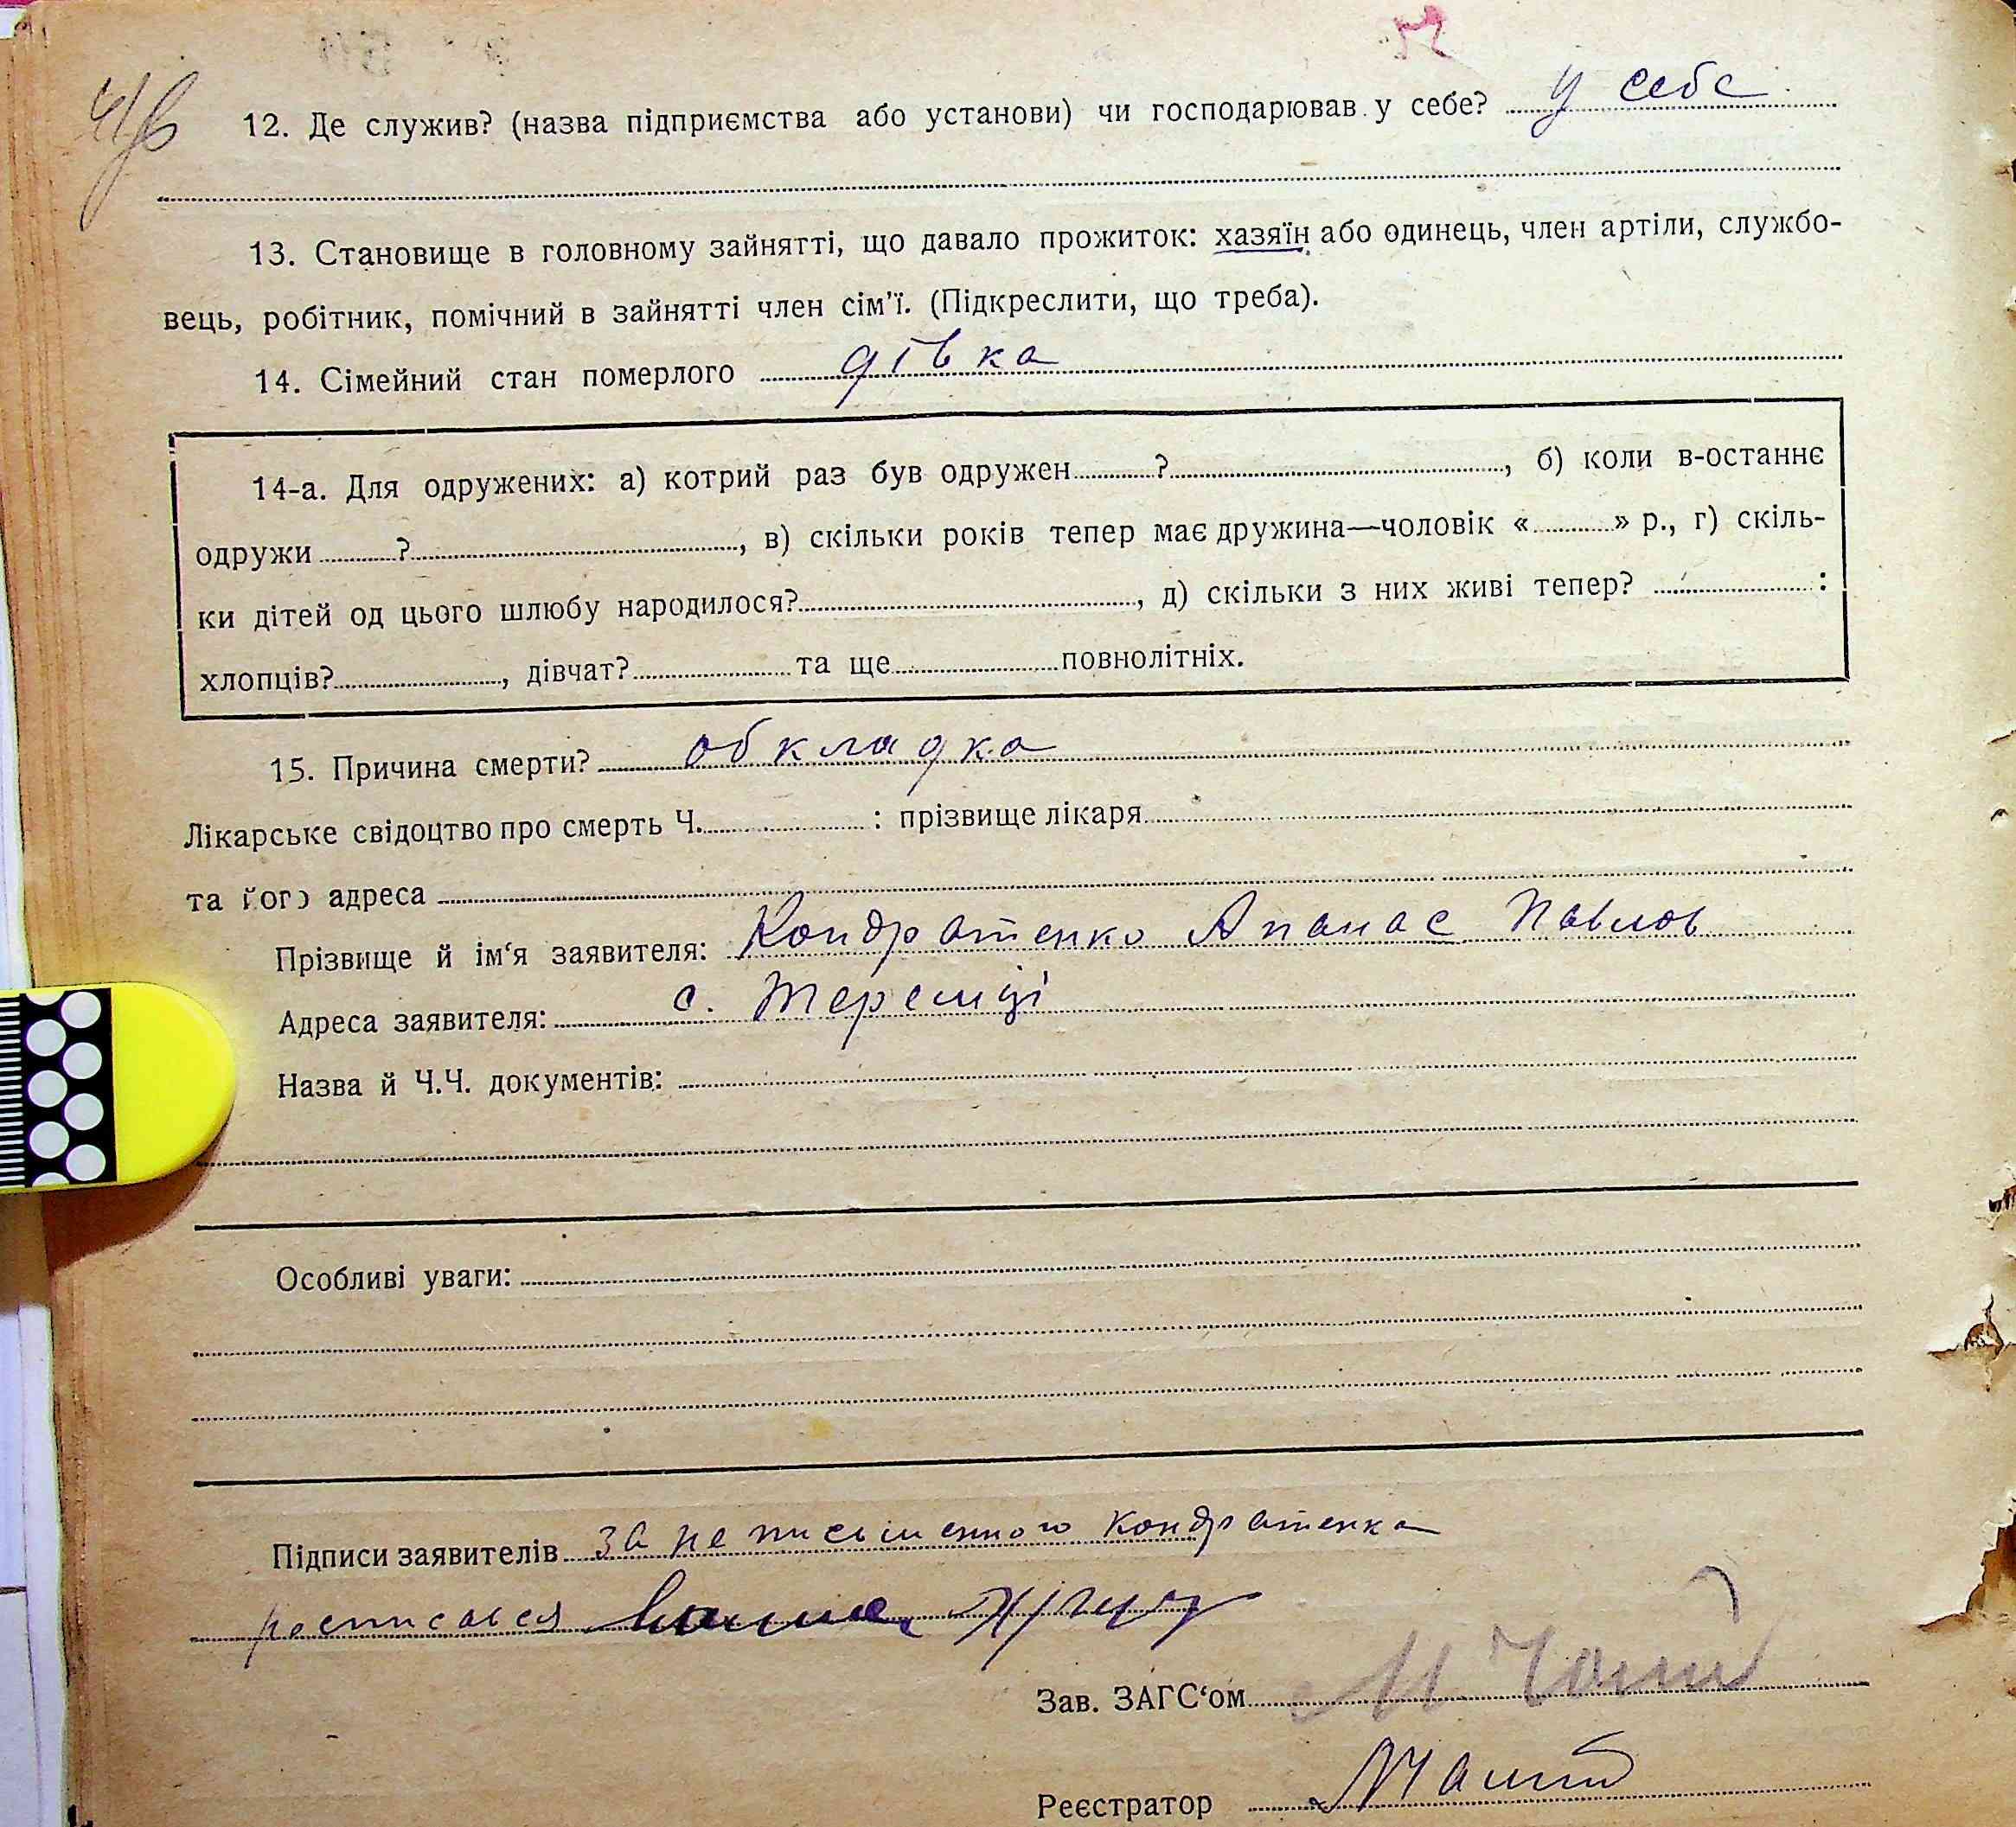 12. Де служив? (назва підприємства або установи) чи господарював у себе? у себе
13. Становище в головному зайнятті, що давало прожиток: хазяїн або одинець, член артіли, службо-
вець, робітник, помічний в зайнятті член сім'ї. (Підкреслити, що треба).
14. Сімейний стан померлого дівка
14-а. Для одружених: а) котрий раз був одружен ? , б) коли в-останнє
одружи ? , в) скільки років тепер має дружина—чоловік « » р., г) скіль-
ки дітей од цього шлюбу народилося? , д) скільки з них живі тепер? :
хлопців? , дівчат? та ще повнолітніх.
15. Причина смерти? обкладка
Лікарське свідоцтво про смерть Ч. : прізвище лікаря
та його адреса
Прізвище й ім'я заявителя: Кондратенко Апанас Павлов
Адреса заявителя: с. Теремці
Назва й Ч.Ч. документів:
Особливі уваги:
Підписи заявителів за неписьменного Кондратенка
росписався
Зав. ЗАГС'ом
Реєстратор